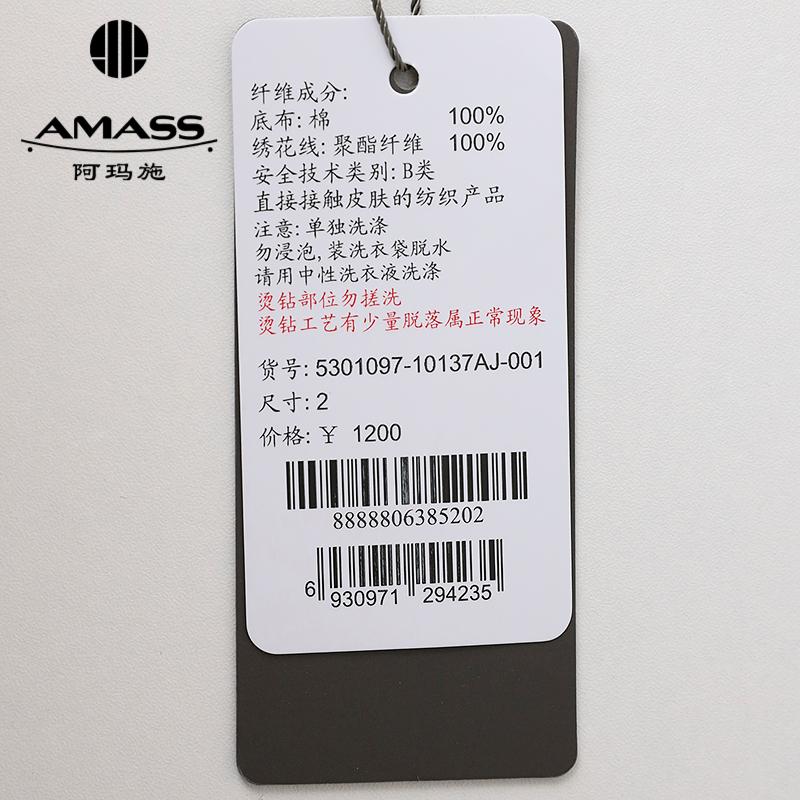 AMASS
阿玛施
纤维成分:
底布: 棉 100%
绣花线: 聚酯纤维 100%
安全技术类别: B类
直接接触皮肤的纺织产品
注意: 单独洗涤
勿浸泡, 装洗衣袋脱水
请用中性洗衣液洗涤
烫钻部位勿搓洗
烫钻工艺有少量脱落属正常现象
货号: 5301097-10137AJ-001
尺寸: 2
价格: ¥ 1200
8888806385202
6 930971 294235